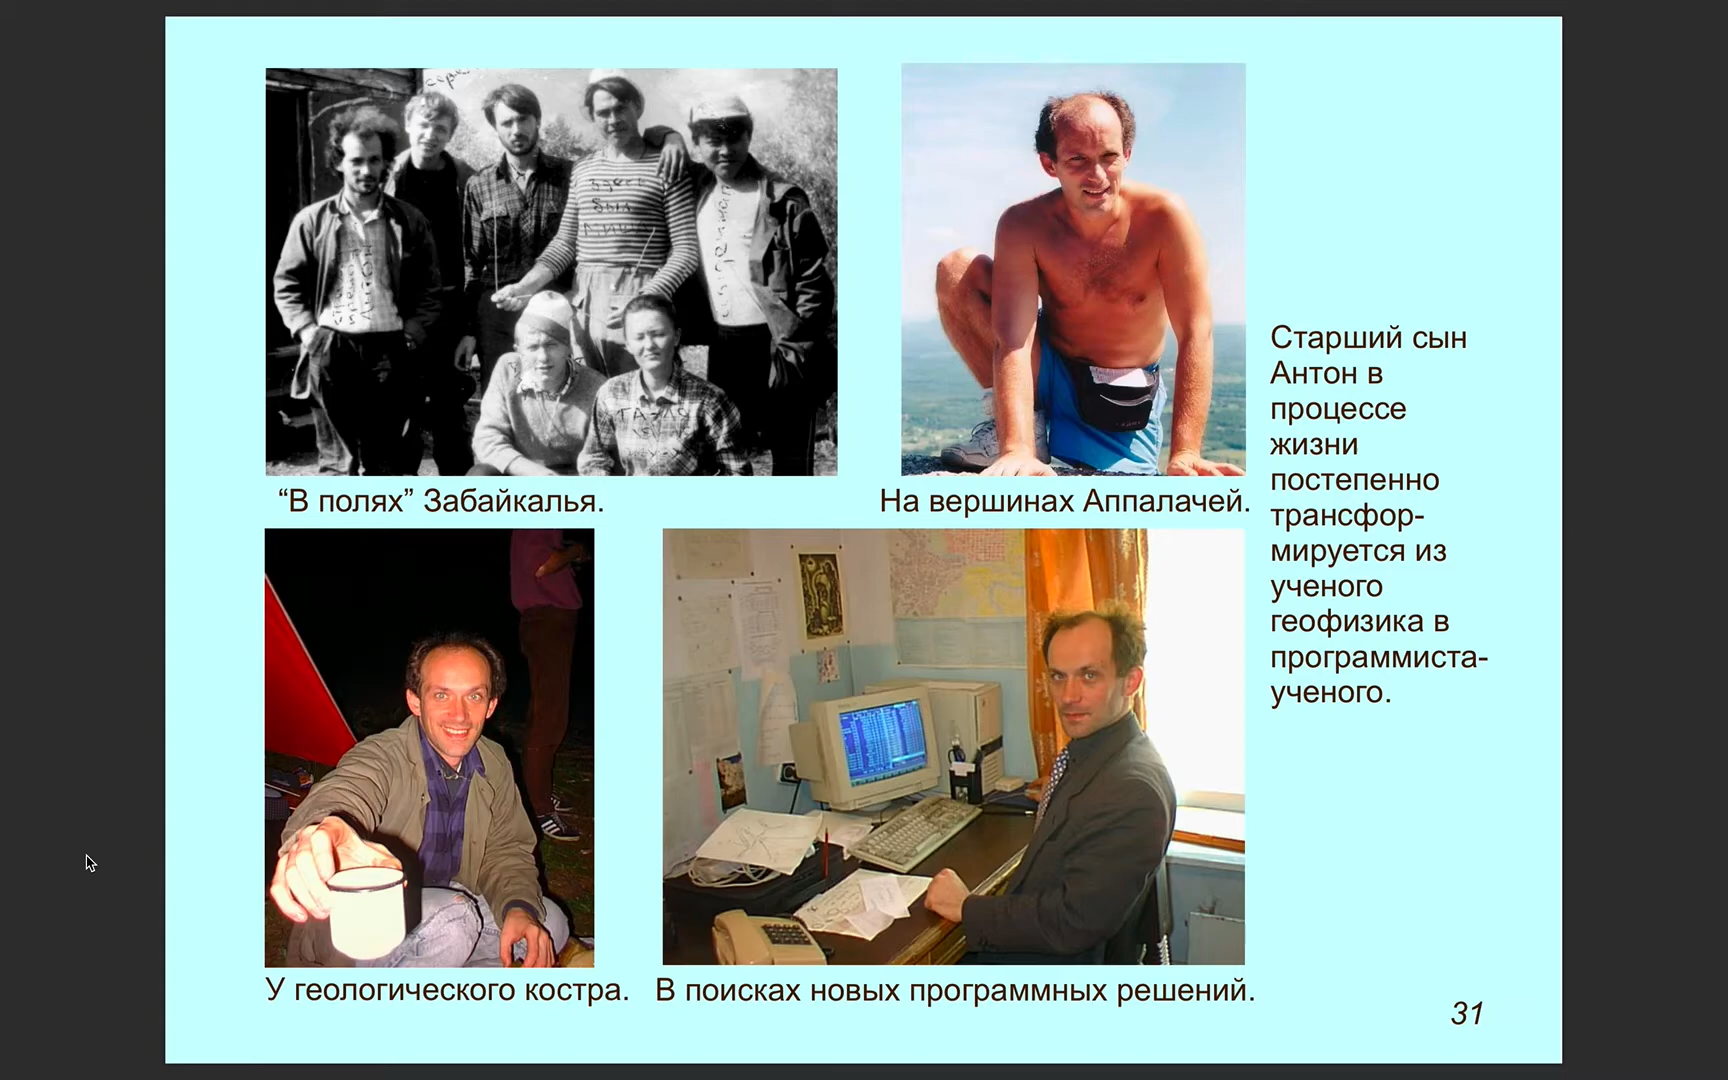 “В полях” Забайкалья.
На вершинах Аппалачей.
Старший сын
Антон в
процессе
жизни
постепенно
трансфор-
мируется из
ученого
геофизика в
программиста-
ученого.
У геологического костра.
В поисках новых программных решений.
31